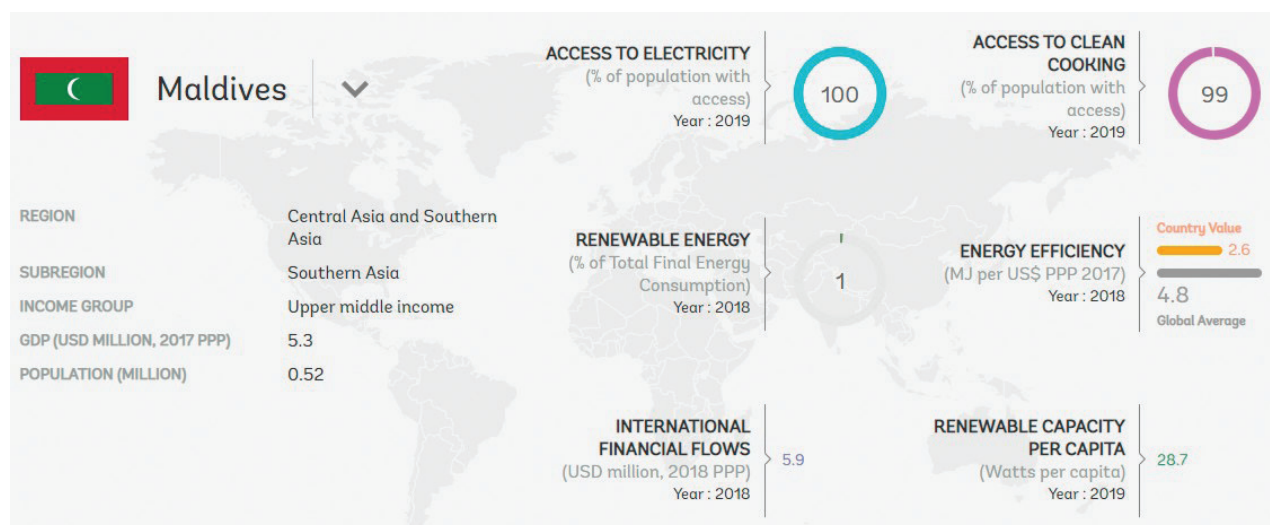 Maldives
REGION
Central Asia and Southern
Asia
SUBREGION
Southern Asia
INCOME GROUP
Upper middle income
GDP (USD MILLION, 2017 PPP)
5.3
POPULATION (MILLION)
0.52
ACCESS TO ELECTRICITY
(% of population with
access)
Year : 2019
100
ACCESS TO CLEAN
COOKING
(% of population with
access)
Year : 2019
99
RENEWABLE ENERGY
(% of Total Final Energy
Consumption)
Year : 2018
1
ENERGY EFFICIENCY
(MJ per US$ PPP 2017)
Year : 2018
Country Value
2.6
4.8
Global Average
INTERNATIONAL
FINANCIAL FLOWS
(USD million, 2018 PPP)
Year : 2018
5.9
RENEWABLE CAPACITY
PER CAPITA
(Watts per capita)
Year : 2019
28.7